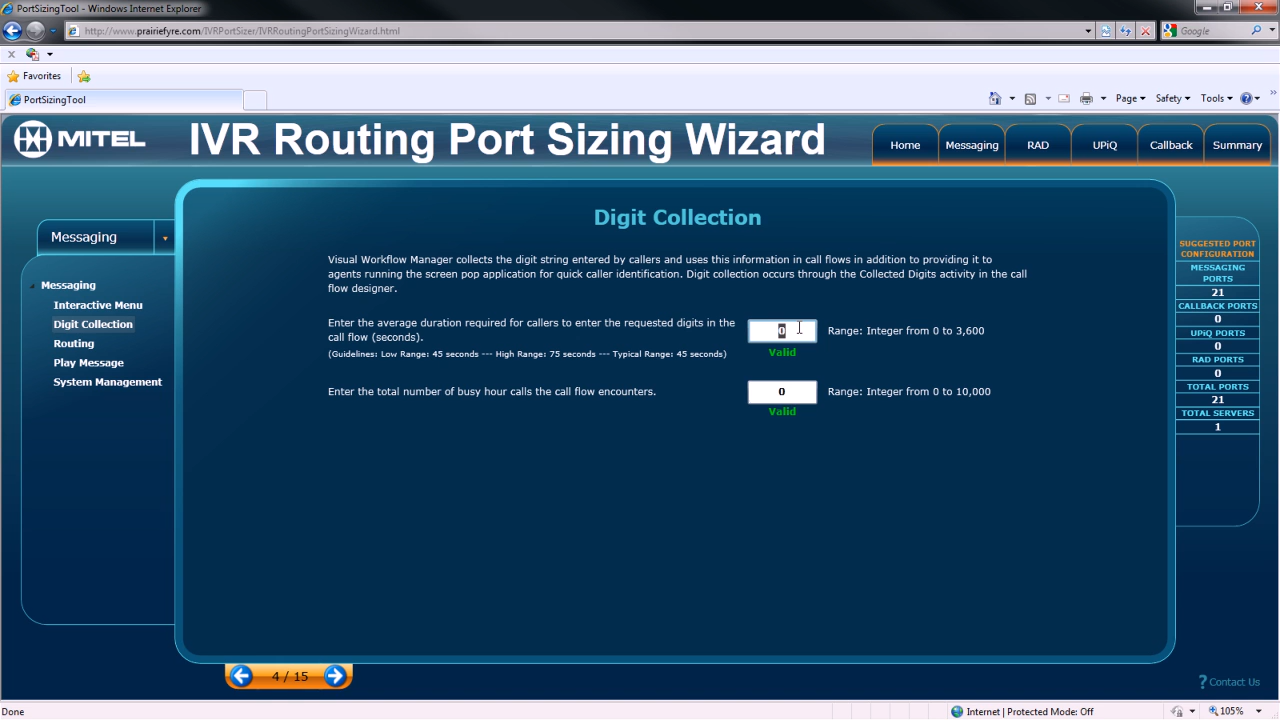 PortSizingTool - Windows Internet Explorer
http://www.prairiefyre.com/IVRPortSizer/IVRRoutingPortSizingWizard.html
Google
Favorites
PortSizingTool
Page
Safety
Tools
MITEL
IVR Routing Port Sizing Wizard
Home
Messaging
RAD
UPiQ
Callback
Summary
Messaging
Messaging
Interactive Menu
Digit Collection
Routing
Play Message
System Management
Digit Collection
Visual Workflow Manager collects the digit string entered by callers and uses this information in call flows in addition to providing it to
agents running the screen pop application for quick caller identification. Digit collection occurs through the Collected Digits activity in the call
flow designer.
Enter the average duration required for callers to enter the requested digits in the
call flow (seconds).
(Guidelines: Low Range: 45 seconds --- High Range: 75 seconds --- Typical Range: 45 seconds)
0
Range: Integer from 0 to 3,600
Valid
Enter the total number of busy hour calls the call flow encounters.
0
Range: Integer from 0 to 10,000
Valid
SUGGESTED PORT
CONFIGURATION
MESSAGING
PORTS
21
CALLBACK PORTS
0
UPiQ PORTS
0
RAD PORTS
0
TOTAL PORTS
21
TOTAL SERVERS
1
4 / 15
? Contact Us
Done
Internet | Protected Mode: Off
105%